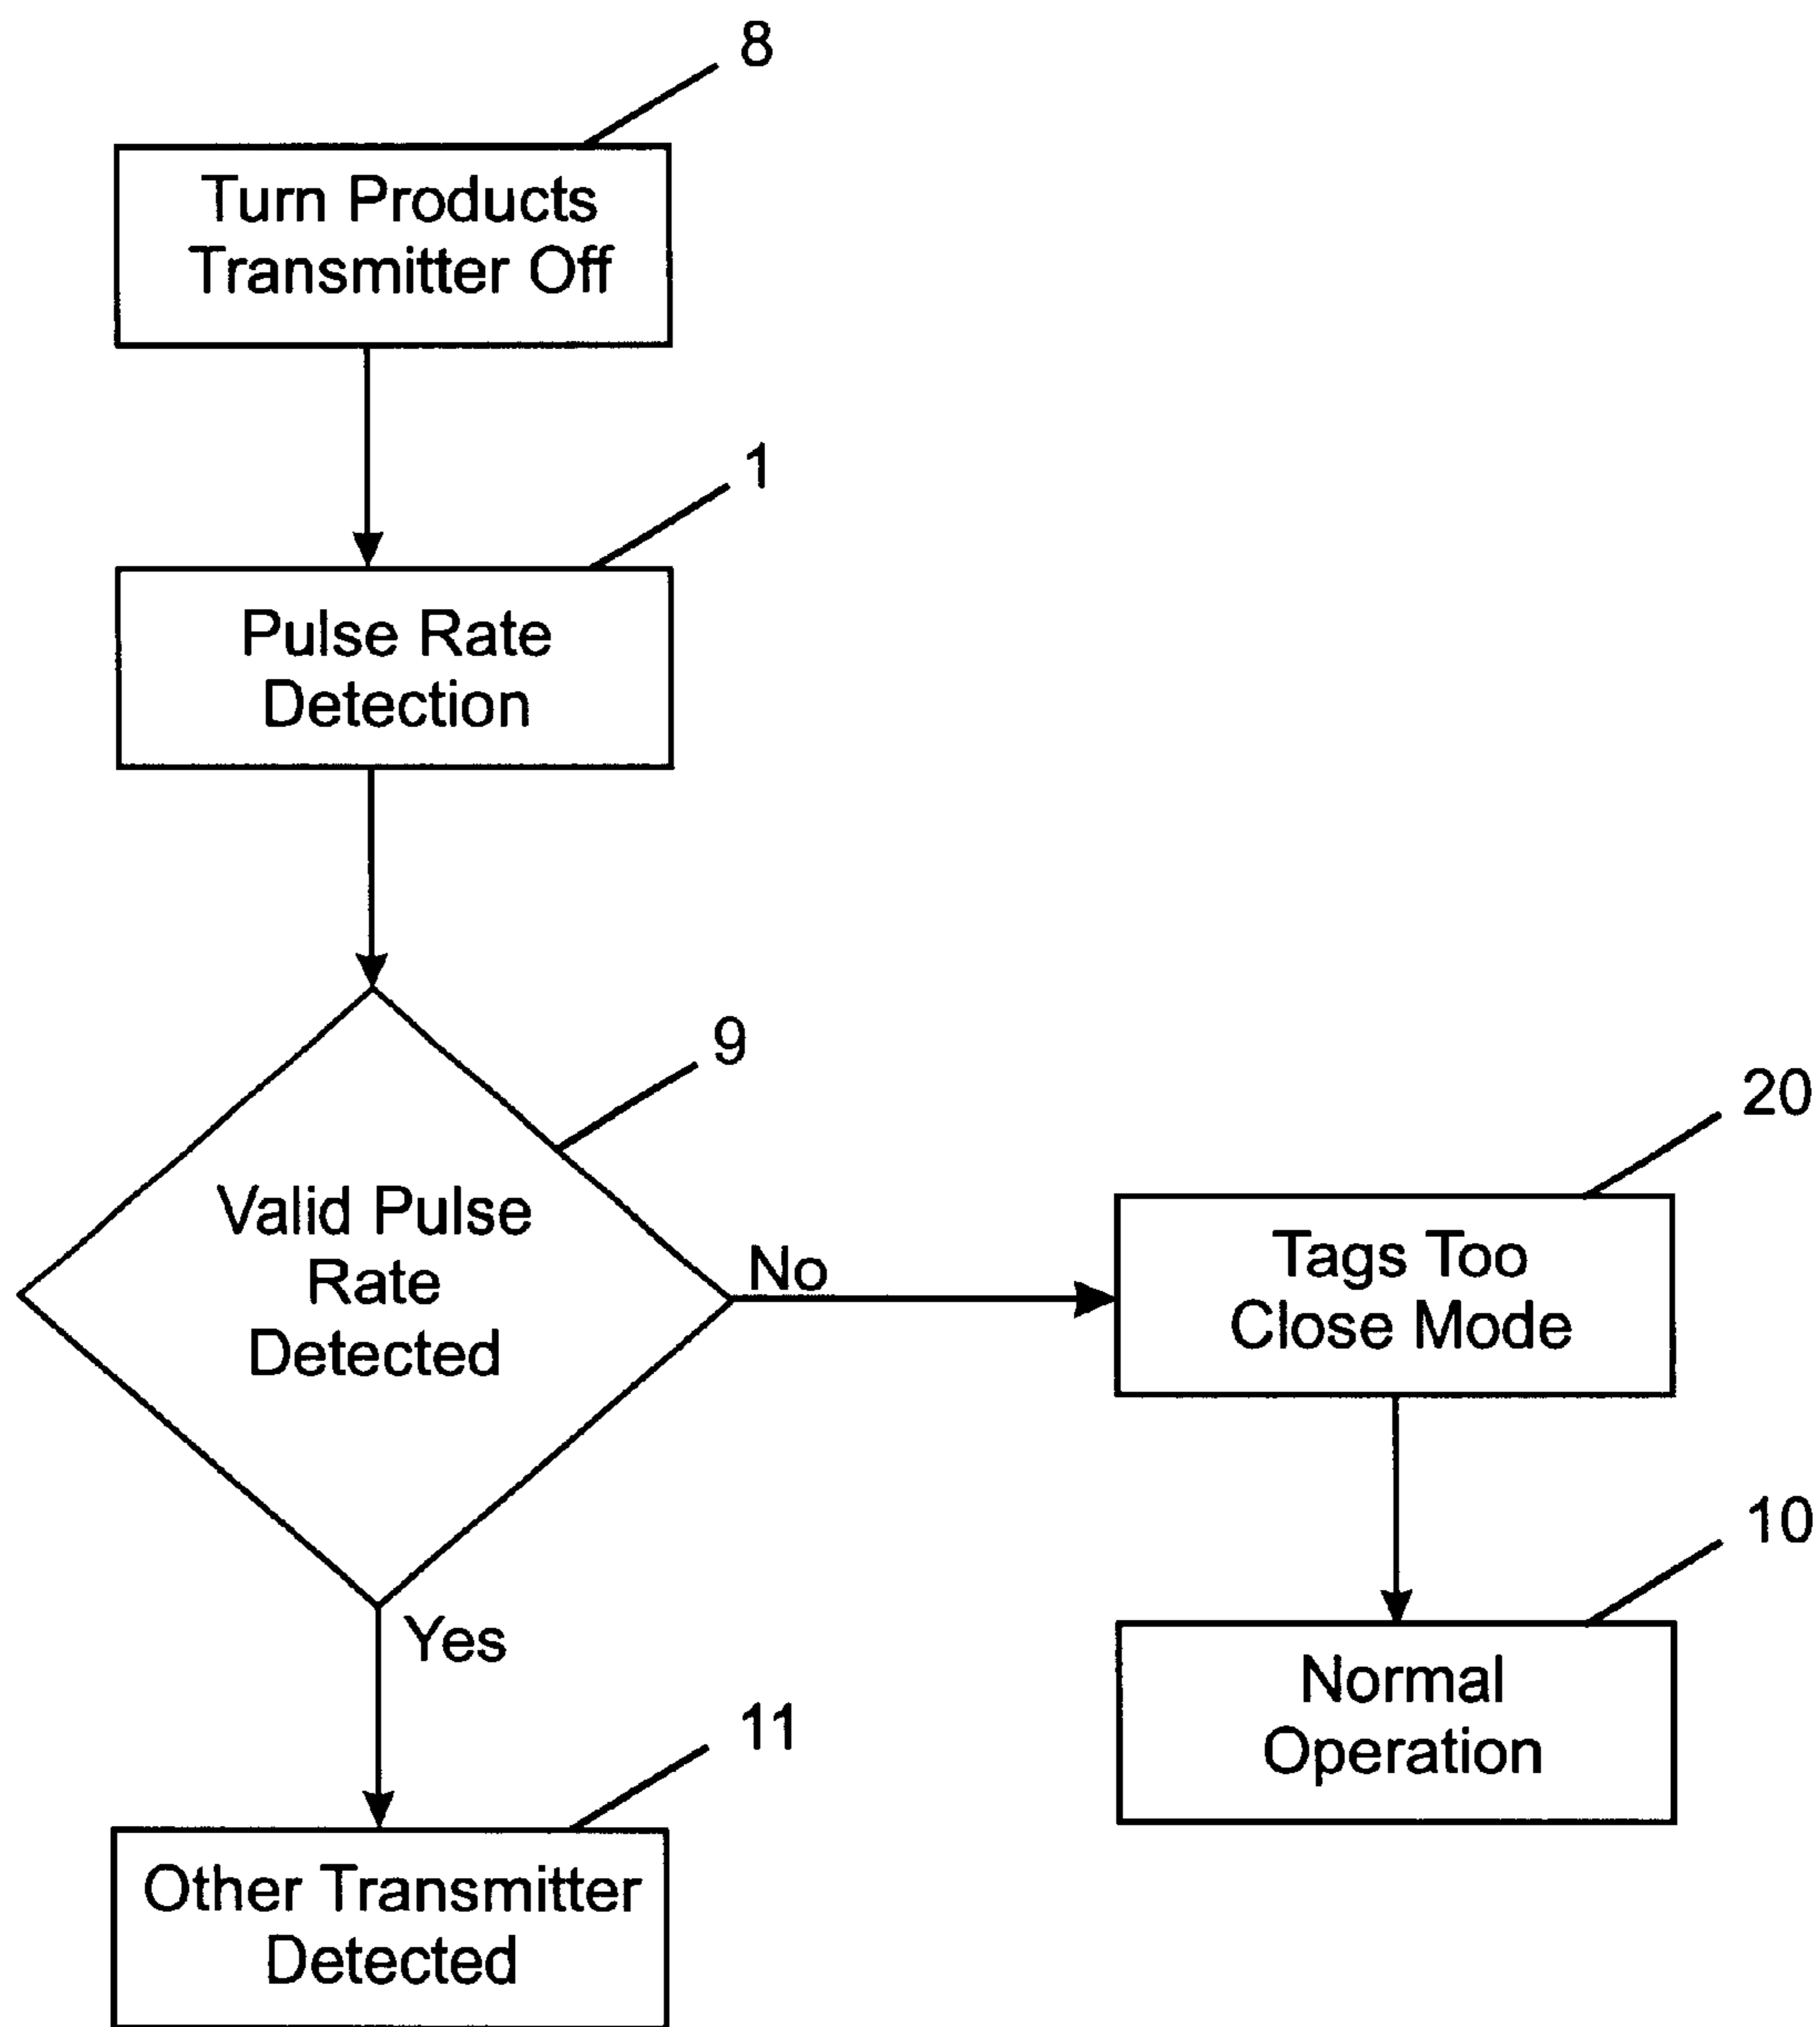 8
Turn Products
Transmitter Off
1
Pulse Rate
Detection
9
Valid Pulse
Rate
Detected
No
20
Tags Too
Close Mode
10
Normal
Operation
Yes
11
Other Transmitter
Detected